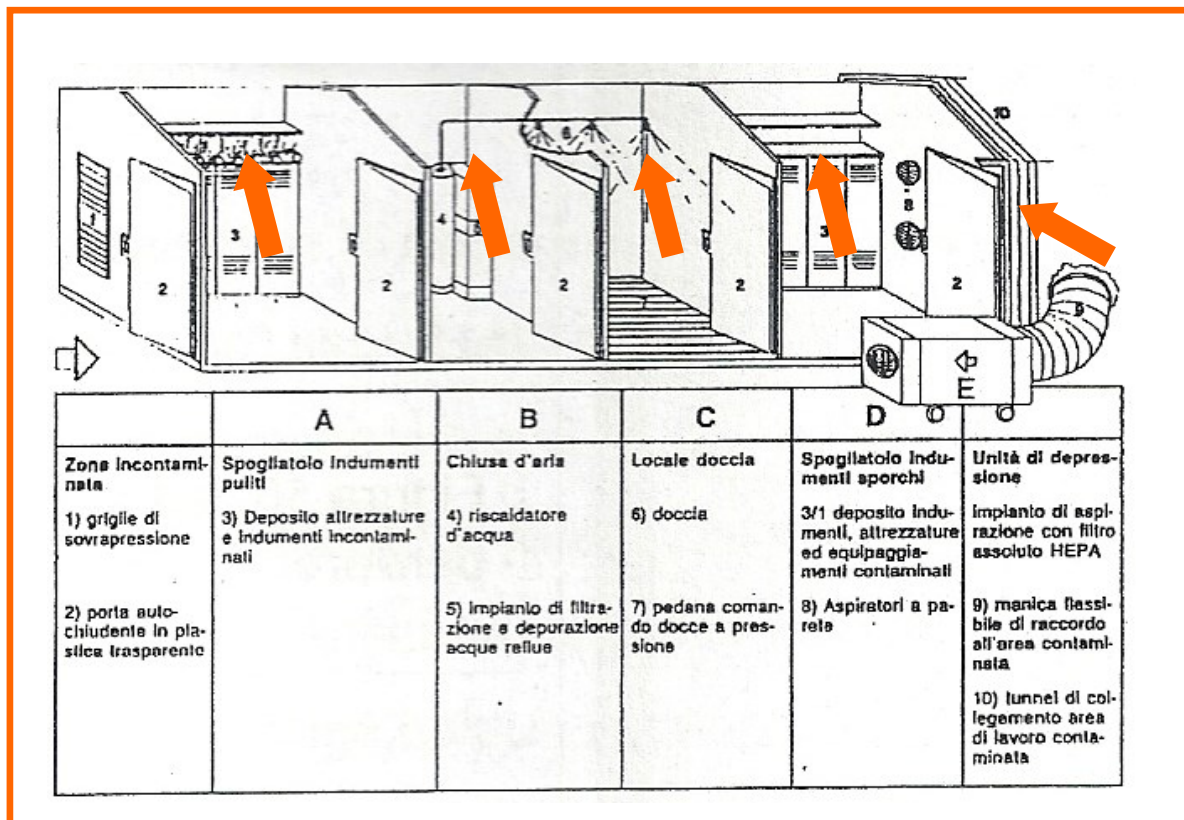 10
6
1
3
4
5
3
8
2
2
2
2
2
9
E
A
B
C
D
Zona incontami-
nata
1) griglie di
sovrapressione
2) porta auto-
chiudente in pla-
stica trasparente
Spogliatoio indumenti
puliti
3) Deposito attrezzature
e indumenti incontami-
nati
Chiusa d'aria
4) riscaldatore
d'acqua
5) impianto di filtra-
zione e depurazione
acque reflue
Locale doccia
6) doccia
7) pedana coman-
do docce a pres-
sione
Spogliatoio indu-
menti sporchi
3/1 deposito indu-
menti, attrezzature
ed equipaggia-
menti contaminati
8) Aspiratori a pa-
rete
Unità di depres-
sione
impianto di aspi-
razione con filtro
assoluto HEPA
9) manica flessi-
bile di raccordo
all'area contami-
nata
10) tunnel di col-
legamento area
di lavoro conta-
minata